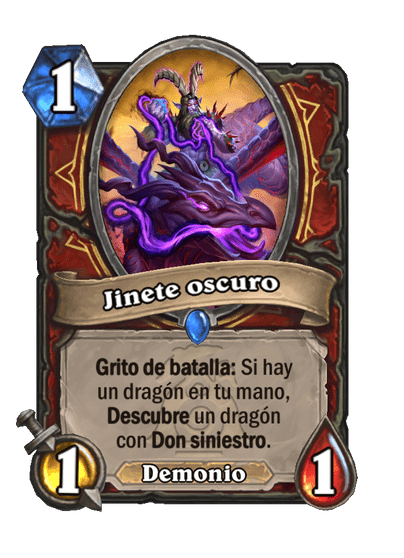 1
Jinete oscuro
Grito de batalla: Si hay
un dragón en tu mano,
Descubre un dragón
con Don siniestro.
1
Demonio
1